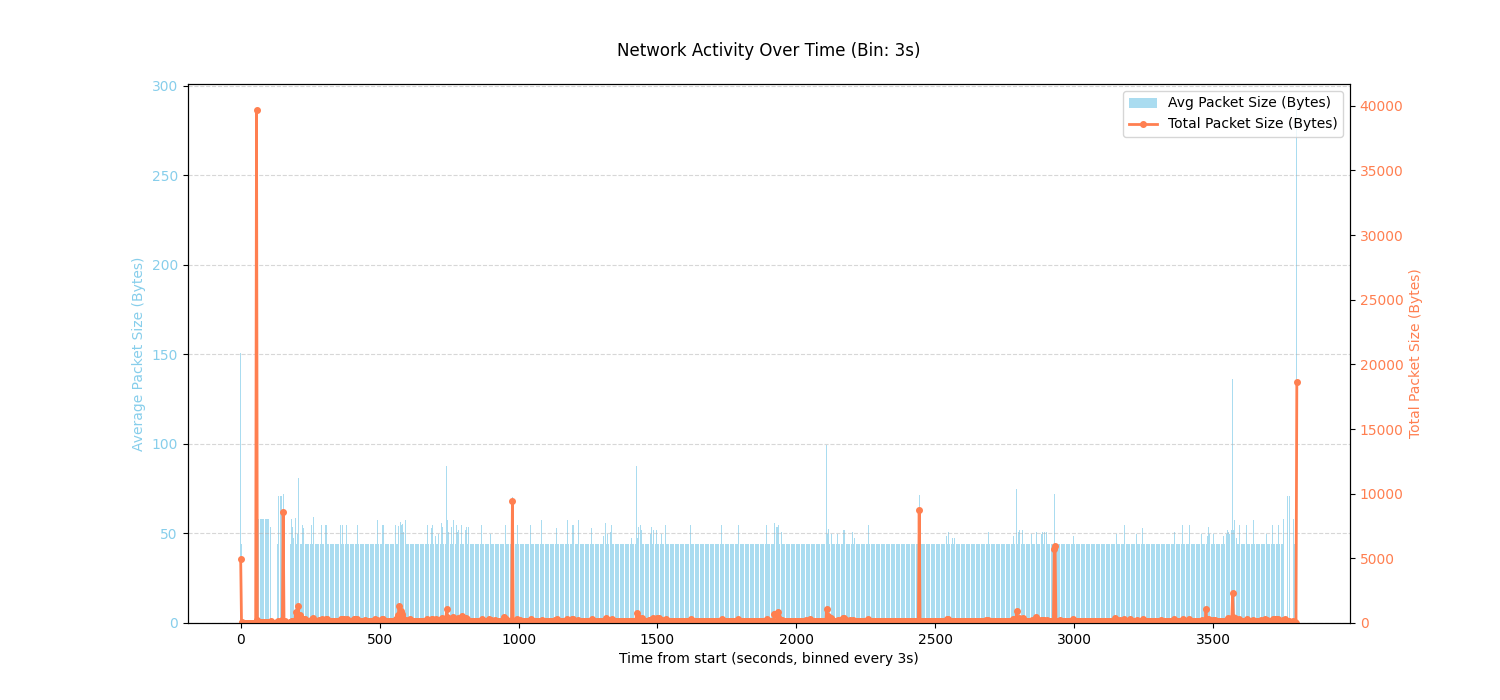 Network Activity Over Time (Bin: 3s)
Avg Packet Size (Bytes)
Total Packet Size (Bytes)
Average Packet Size (Bytes)
300
250
200
150
100
50
0
40000
35000
30000
25000
20000
15000
10000
5000
0
Total Packet Size (Bytes)
0 500 1000 1500 2000 2500 3000 3500
Time from start (seconds, binned every 3s)